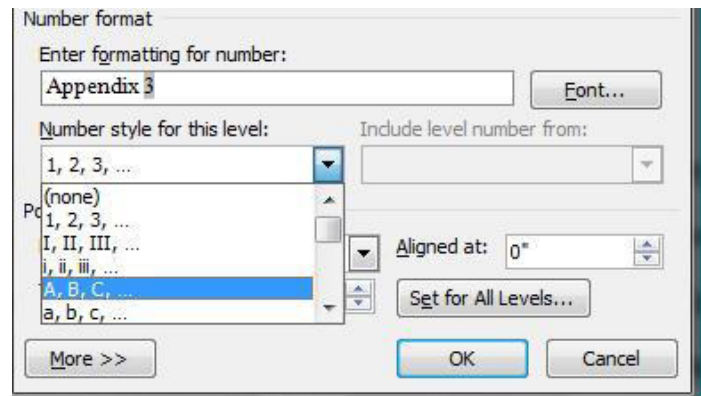 Number format
Enter formatting for number:
Appendix 3
Font...
Number style for this level:
Include level number from:
1, 2, 3, ...
(none)
Po
1, 2, 3, ...
I, II, III, ...
Aligned at:
0"
i, ii, iii, ...
A, B, C, ...
Set for All Levels...
a, b, c, ...
More >>
OK
Cancel